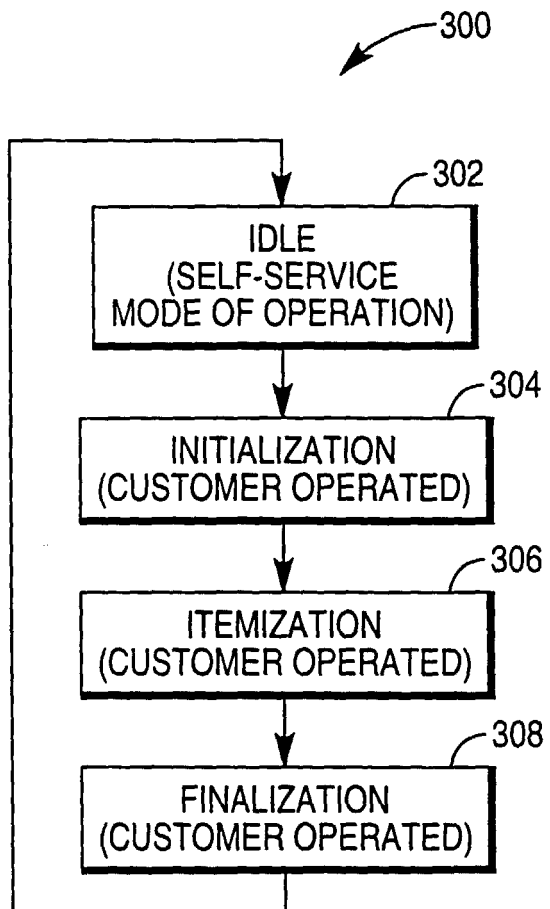 300
302
IDLE
(SELF-SERVICE
MODE OF OPERATION)
304
INITIALIZATION
(CUSTOMER OPERATED)
306
ITEMIZATION
(CUSTOMER OPERATED)
308
FINALIZATION
(CUSTOMER OPERATED)